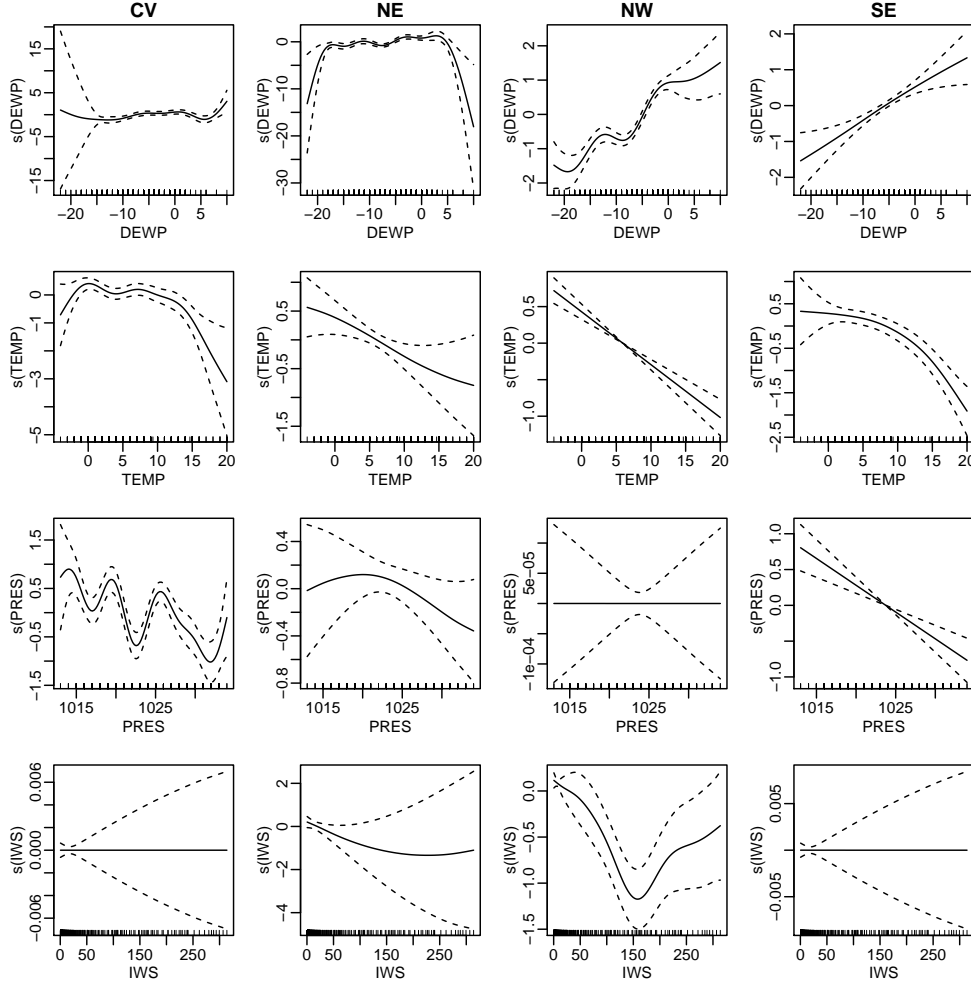 CV NE NW SE
s(DEWP) −15 −5 5 15
−20 −10 0 5
DEWP
s(DEWP) −30 −20 −10 0
−20 −10 0 5
DEWP
s(DEWP) −2 −1 0 1 2
−20 −10 0 5
DEWP
s(DEWP) −2 −1 0 1 2
−20 −10 0 5
DEWP
s(TEMP) −5 −3 −1 0
0 5 10 15 20
TEMP
s(TEMP) −1.5 −0.5 0.5
0 5 10 15 20
TEMP
s(TEMP) −1.0 0.0 0.5
0 5 10 15 20
TEMP
s(TEMP) −2.5 −1.5 −0.5 0.5
0 5 10 15 20
TEMP
s(PRES) −1.5 −0.5 0.5 1.5
1015 1025
PRES
s(PRES) −0.8 −0.4 0.0 0.4
1015 1025
PRES
s(PRES) −1e−04 5e−05
1015 1025
PRES
s(PRES) −1.0 0.0 0.5 1.0
1015 1025
PRES
s(IWS) −0.006 0.000 0.006
0 50 150 250
IWS
s(IWS) −4 −2 0 2
0 50 150 250
IWS
s(IWS) −1.5 −1.0 −0.5 0.0
0 50 150 250
IWS
s(IWS) −0.005 0.005
0 50 150 250
IWS